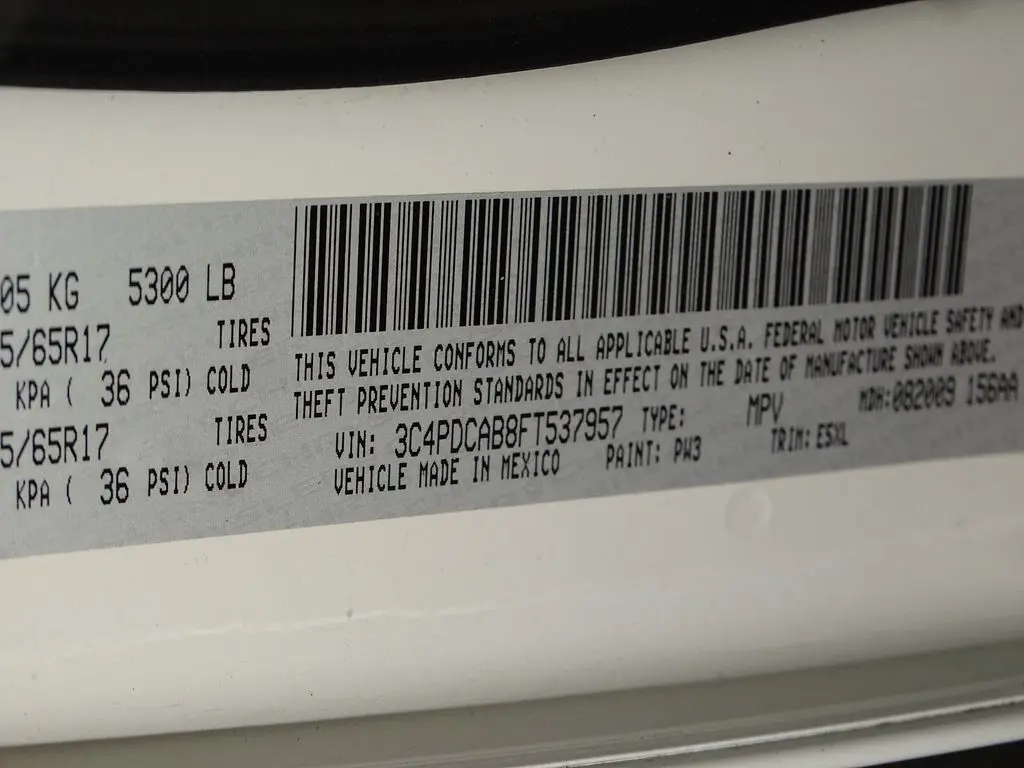 05 KG 5300 LB
5/65R17 TIRES
KPA ( 36 PSI) COLD
5/65R17 TIRES
KPA ( 36 PSI) COLD
THIS VEHICLE CONFORMS TO ALL APPLICABLE U.S.A. FEDERAL MOTOR VEHICLE SAFETY AND
THEFT PREVENTION STANDARDS IN EFFECT ON THE DATE OF MANUFACTURE SHOWN ABOVE.
VIN: 3C4PDCAB8FT537957 TYPE: MPV MDH:082009 156AA
VEHICLE MADE IN MEXICO PAINT: PW3 TRIM: E5XL